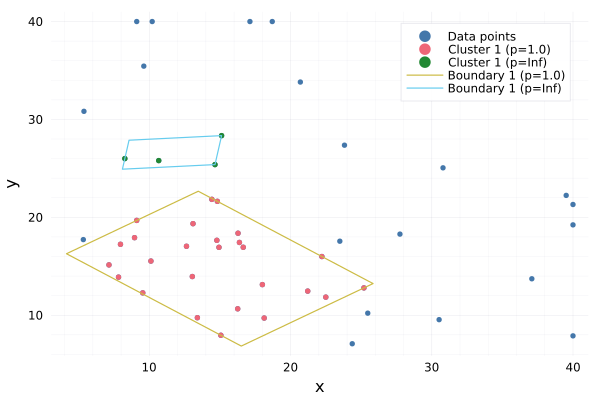 40
30
20
10
y
10
20
30
40
x
Data points
Cluster 1 (p=1.0)
Cluster 1 (p=Inf)
Boundary 1 (p=1.0)
Boundary 1 (p=Inf)